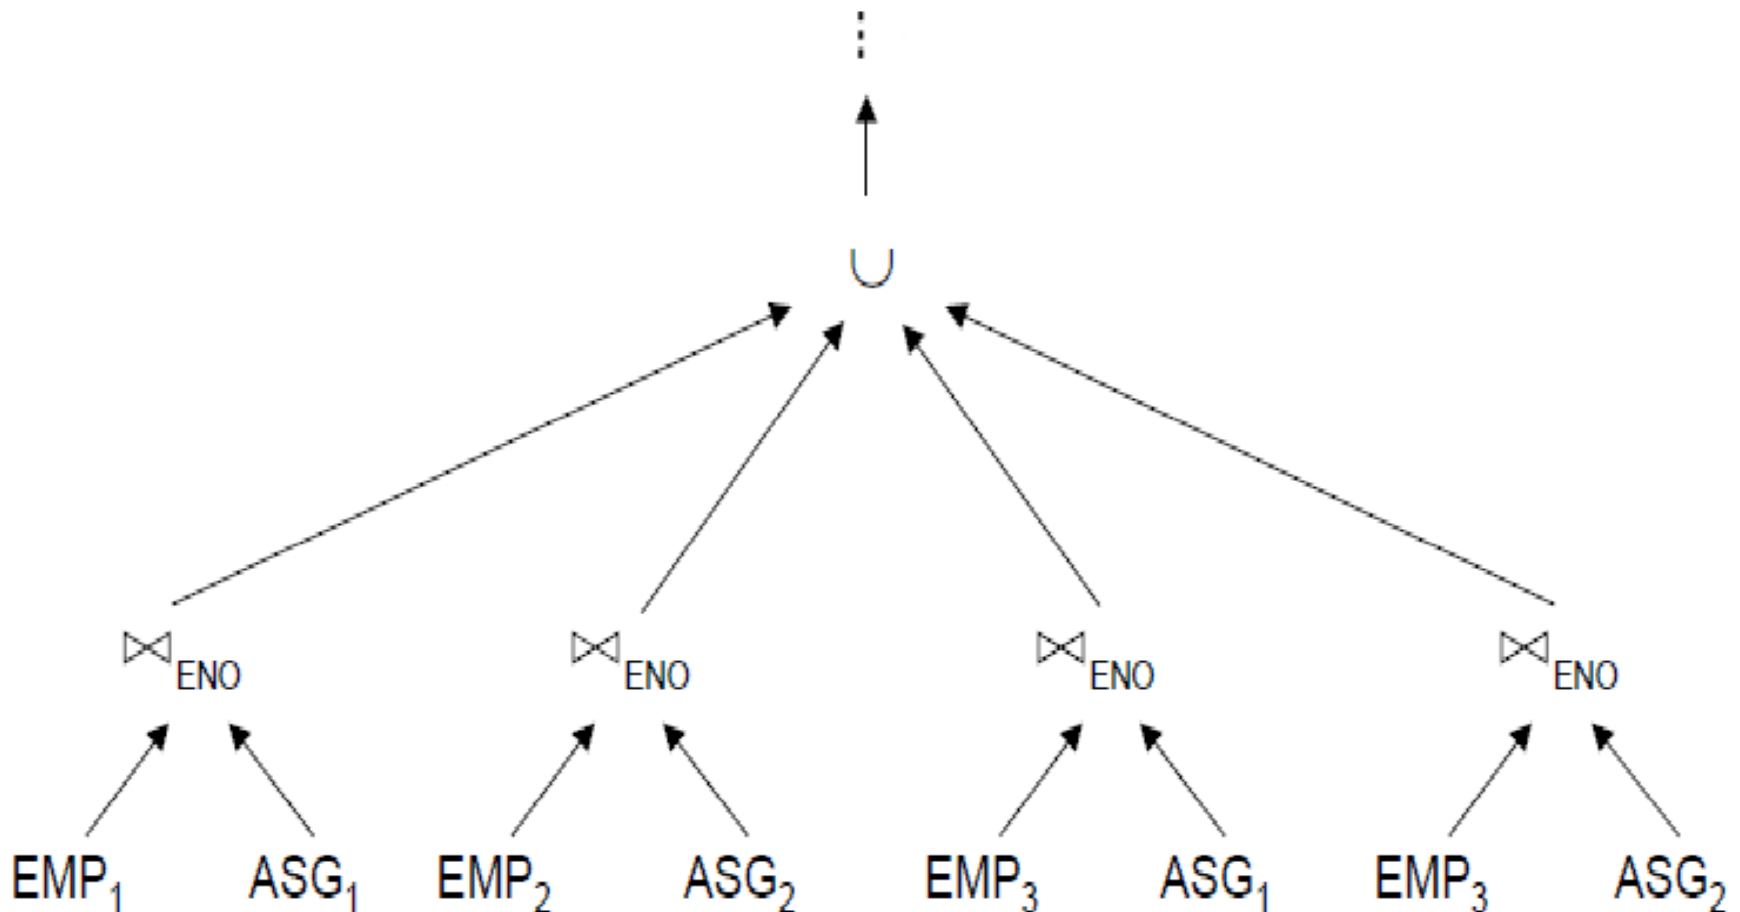 ⋮
∪
⋈ENO ⋈ENO ⋈ENO ⋈ENO
EMP₁ ASG₁ EMP₂ ASG₂ EMP₃ ASG₁ EMP₃ ASG₂